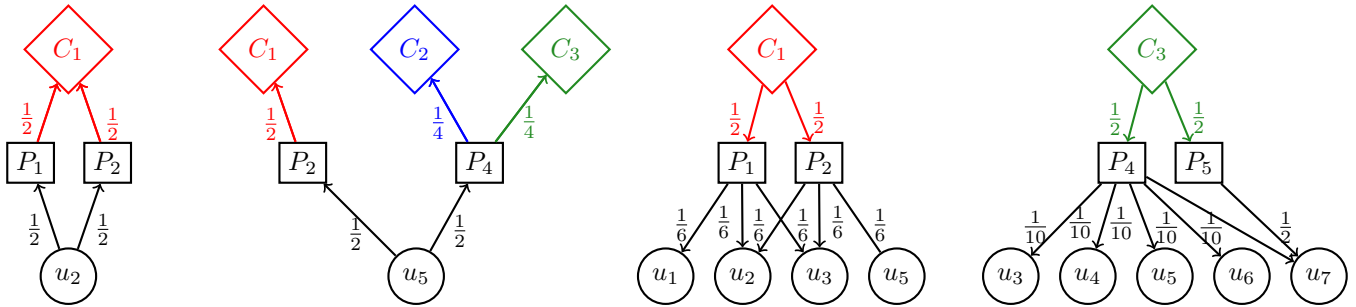 C1 C1 C2 C3 C1 C3
1/2 1/2 1/2 1/4 1/4 1/2 1/2 1/2 1/2
P1 P2 P2 P4 P1 P2 P4 P5
1/2 1/2 1/2 1/2 1/6 1/6 1/6 1/6 1/6 1/6 1/10 1/10 1/10 1/10 1/10 1/2
u2 u5 u1 u2 u3 u5 u3 u4 u5 u6 u7